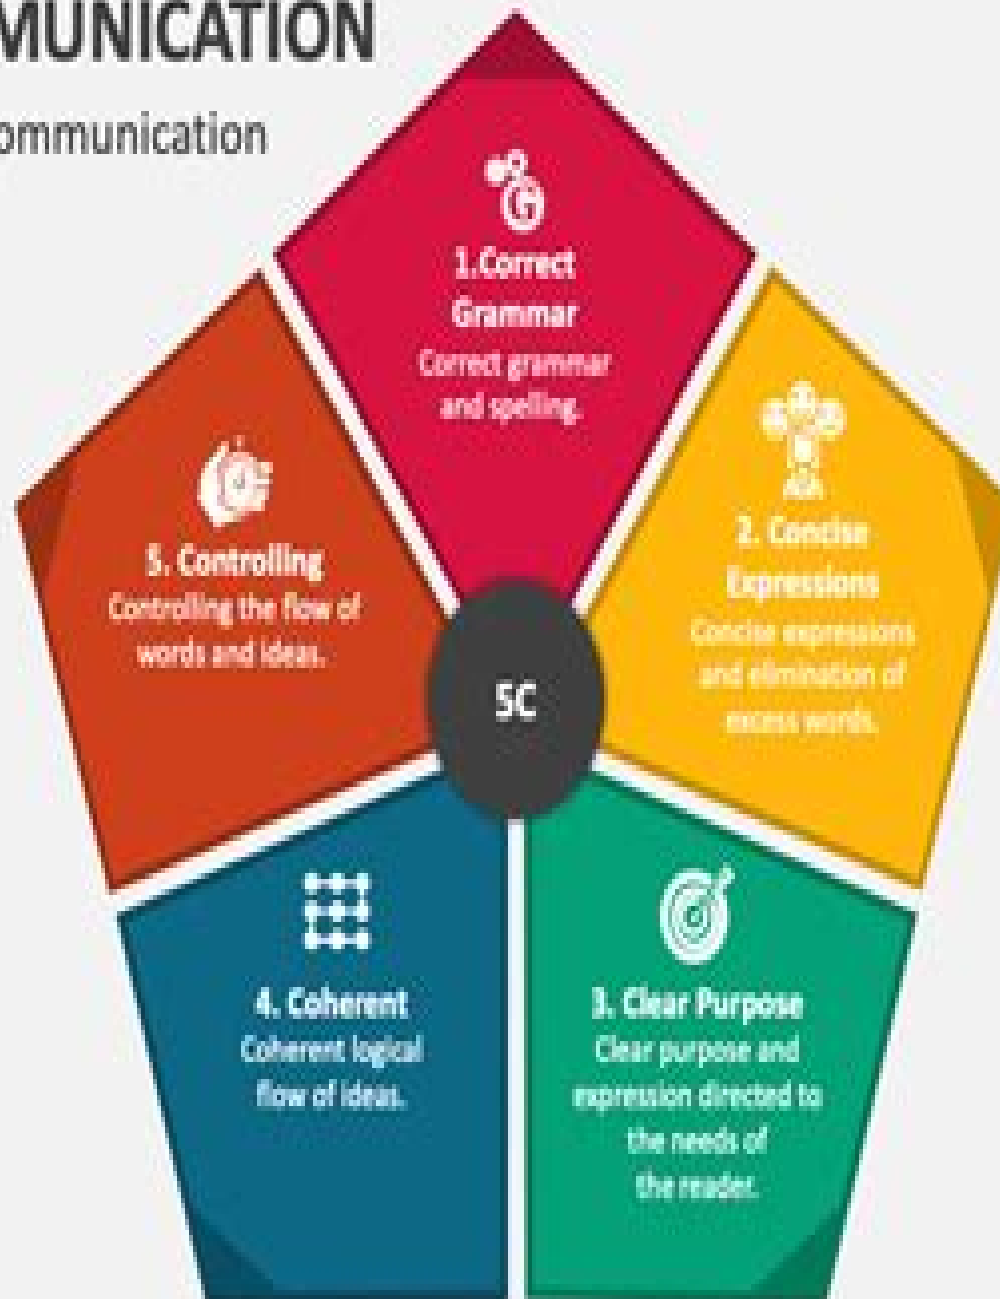 MUNICATION
ommunication
1.Correct
Grammar
Correct grammar
and spelling.
2. Concise
Expressions
Concise expressions
and elimination of
excess words.
3. Clear Purpose
Clear purpose and
expression directed to
the needs of
the reader.
4. Coherent
Coherent logical
flow of ideas.
5. Controlling
Controlling the flow of
words and ideas.
5C